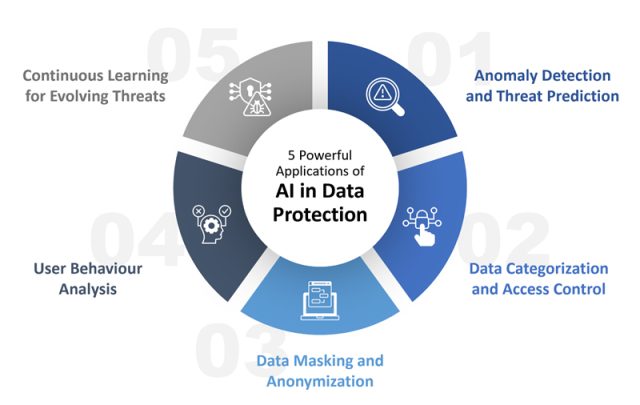 5 Powerful
Applications of
AI in Data
Protection
01
Anomaly Detection
and Threat Prediction
02
Data Categorization
and Access Control
03
Data Masking and
Anonymization
04
User Behaviour
Analysis
05
Continuous Learning
for Evolving Threats